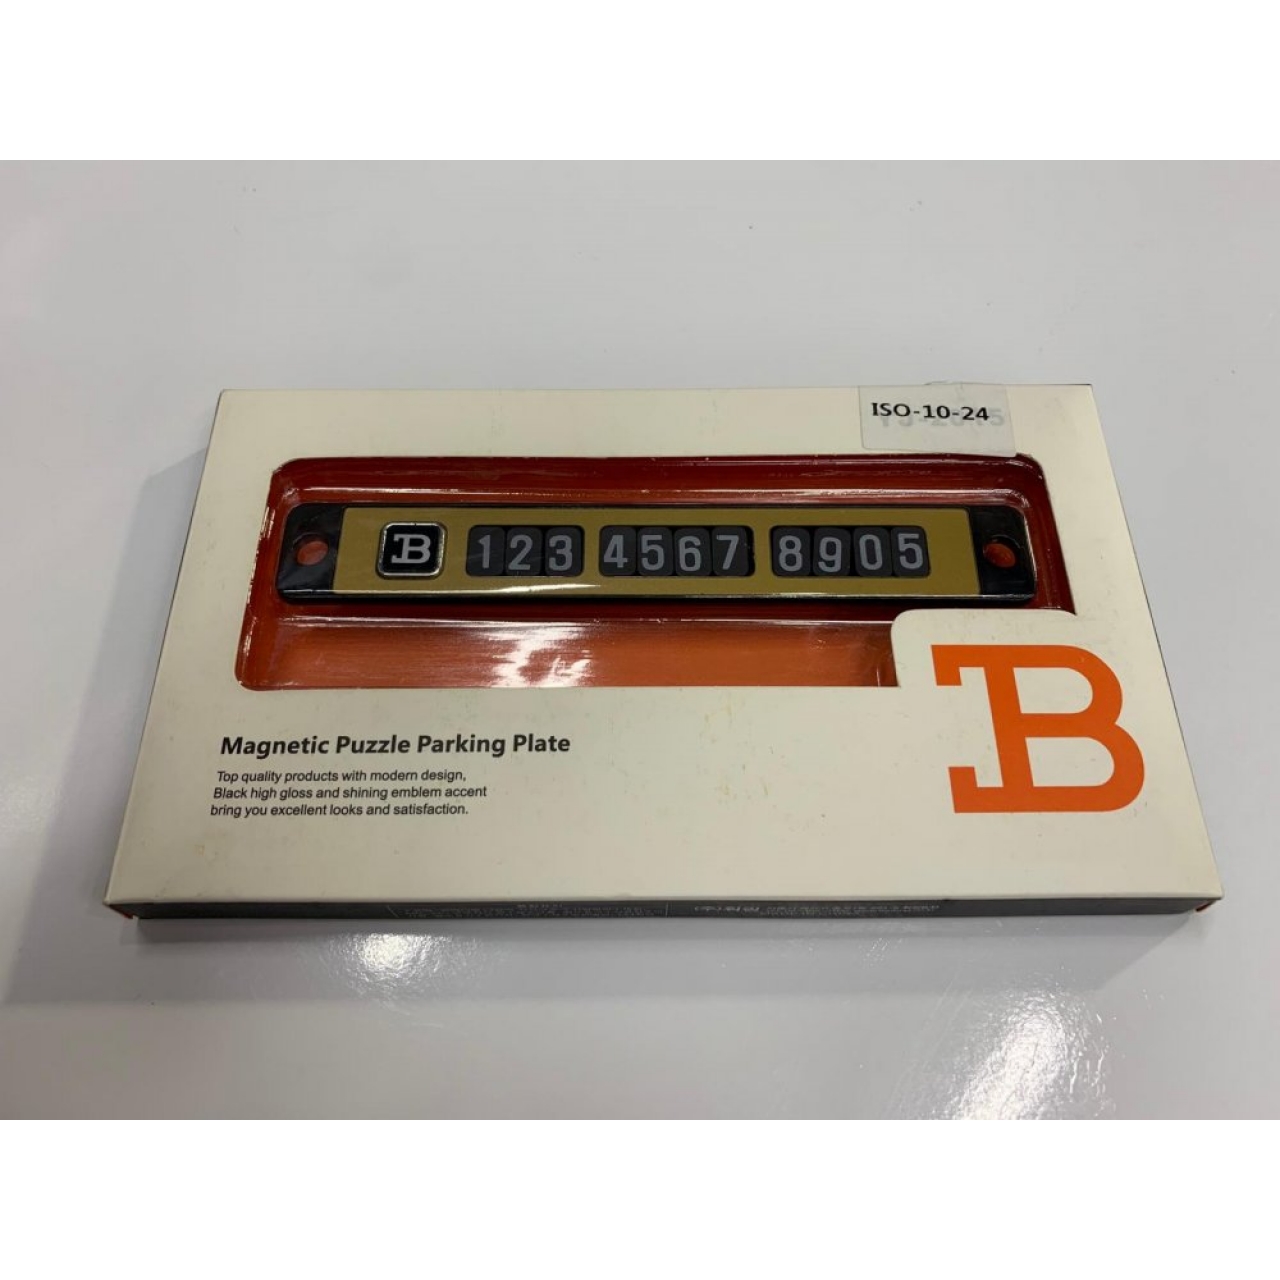 ISO-10-24
B 123 4567 8905
B
Magnetic Puzzle Parking Plate
Top quality products with modern design,
Black high gloss and shining emblem accent
bring you excellent looks and satisfaction.